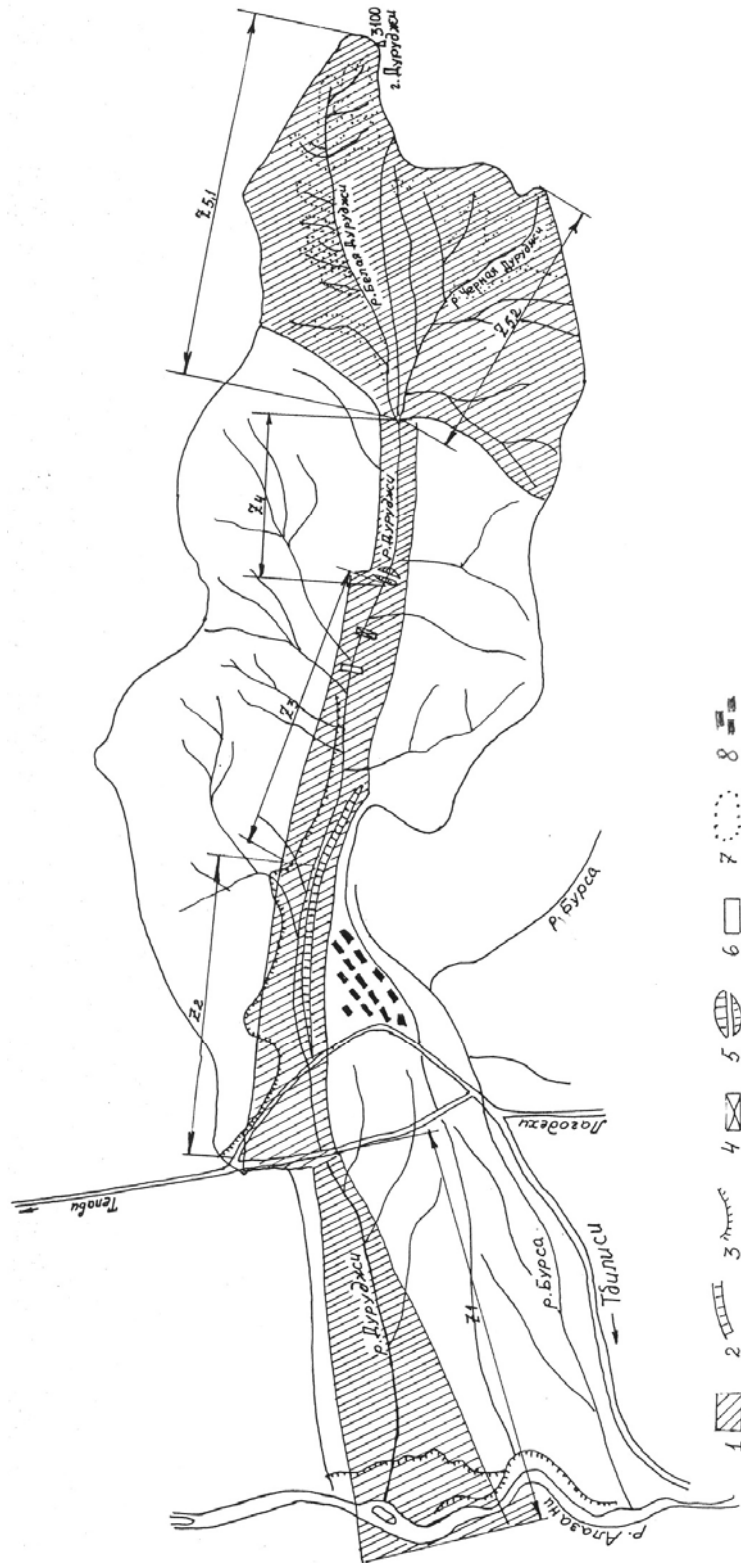 Δ 3100
г. Дуруджи
Z5,1
р. Белая Дуруджи
р. Черная Дуруджи
Z5,2
Z4
р. Дуруджи
Z3
Z2
р. Бурса
Телави
Лагодехи
р. Дуруджи
Z1
р. Бурса
Тбилиси
р. Алазани
1 2 3 4 5 6 7 8